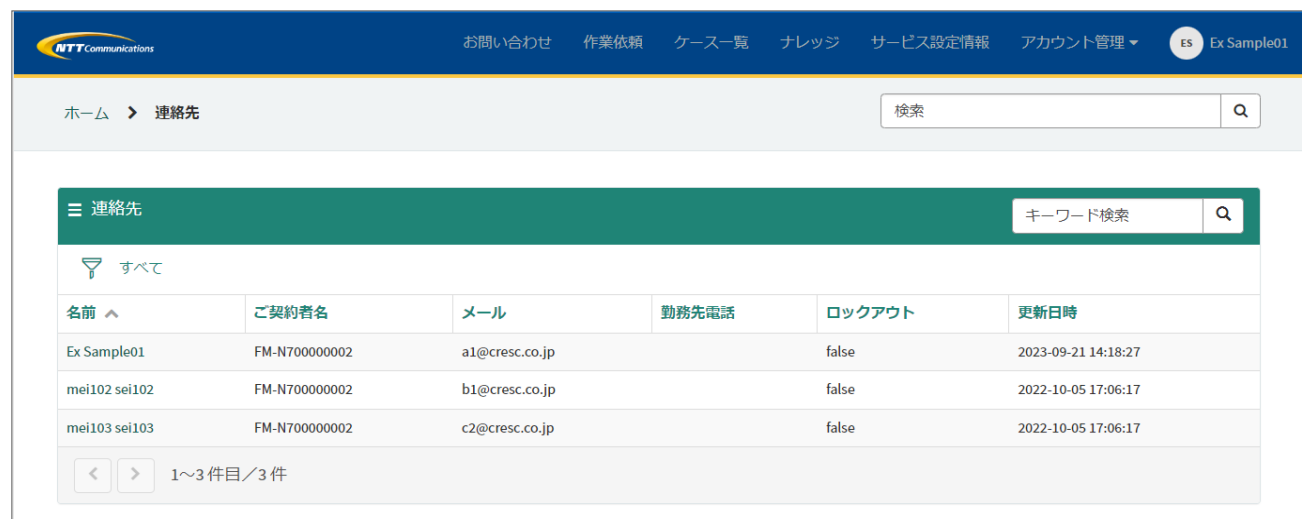 NTT Communications お問い合わせ 作業依頼 ケース一覧 ナレッジ サービス設定情報 アカウント管理 ES Ex Sample01
ホーム 連絡先 検索
連絡先 キーワード検索
すべて
名前 ご契約者名 メール 勤務先電話 ロックアウト 更新日時
Ex Sample01 FM-N700000002 a1@cresc.co.jp false 2023-09-21 14:18:27
mei102 sei102 FM-N700000002 b1@cresc.co.jp false 2022-10-05 17:06:17
mei103 sei103 FM-N700000002 c2@cresc.co.jp false 2022-10-05 17:06:17
1～3 件目／3 件